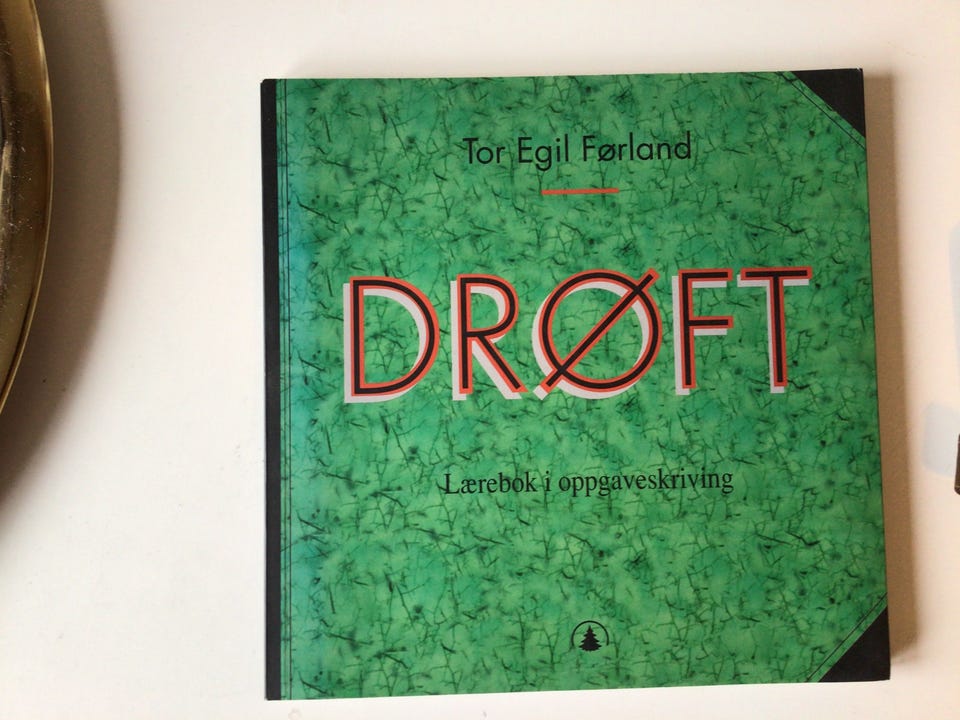 Tor Egil Førland
DRØFT
Lærebok i oppgaveskriving